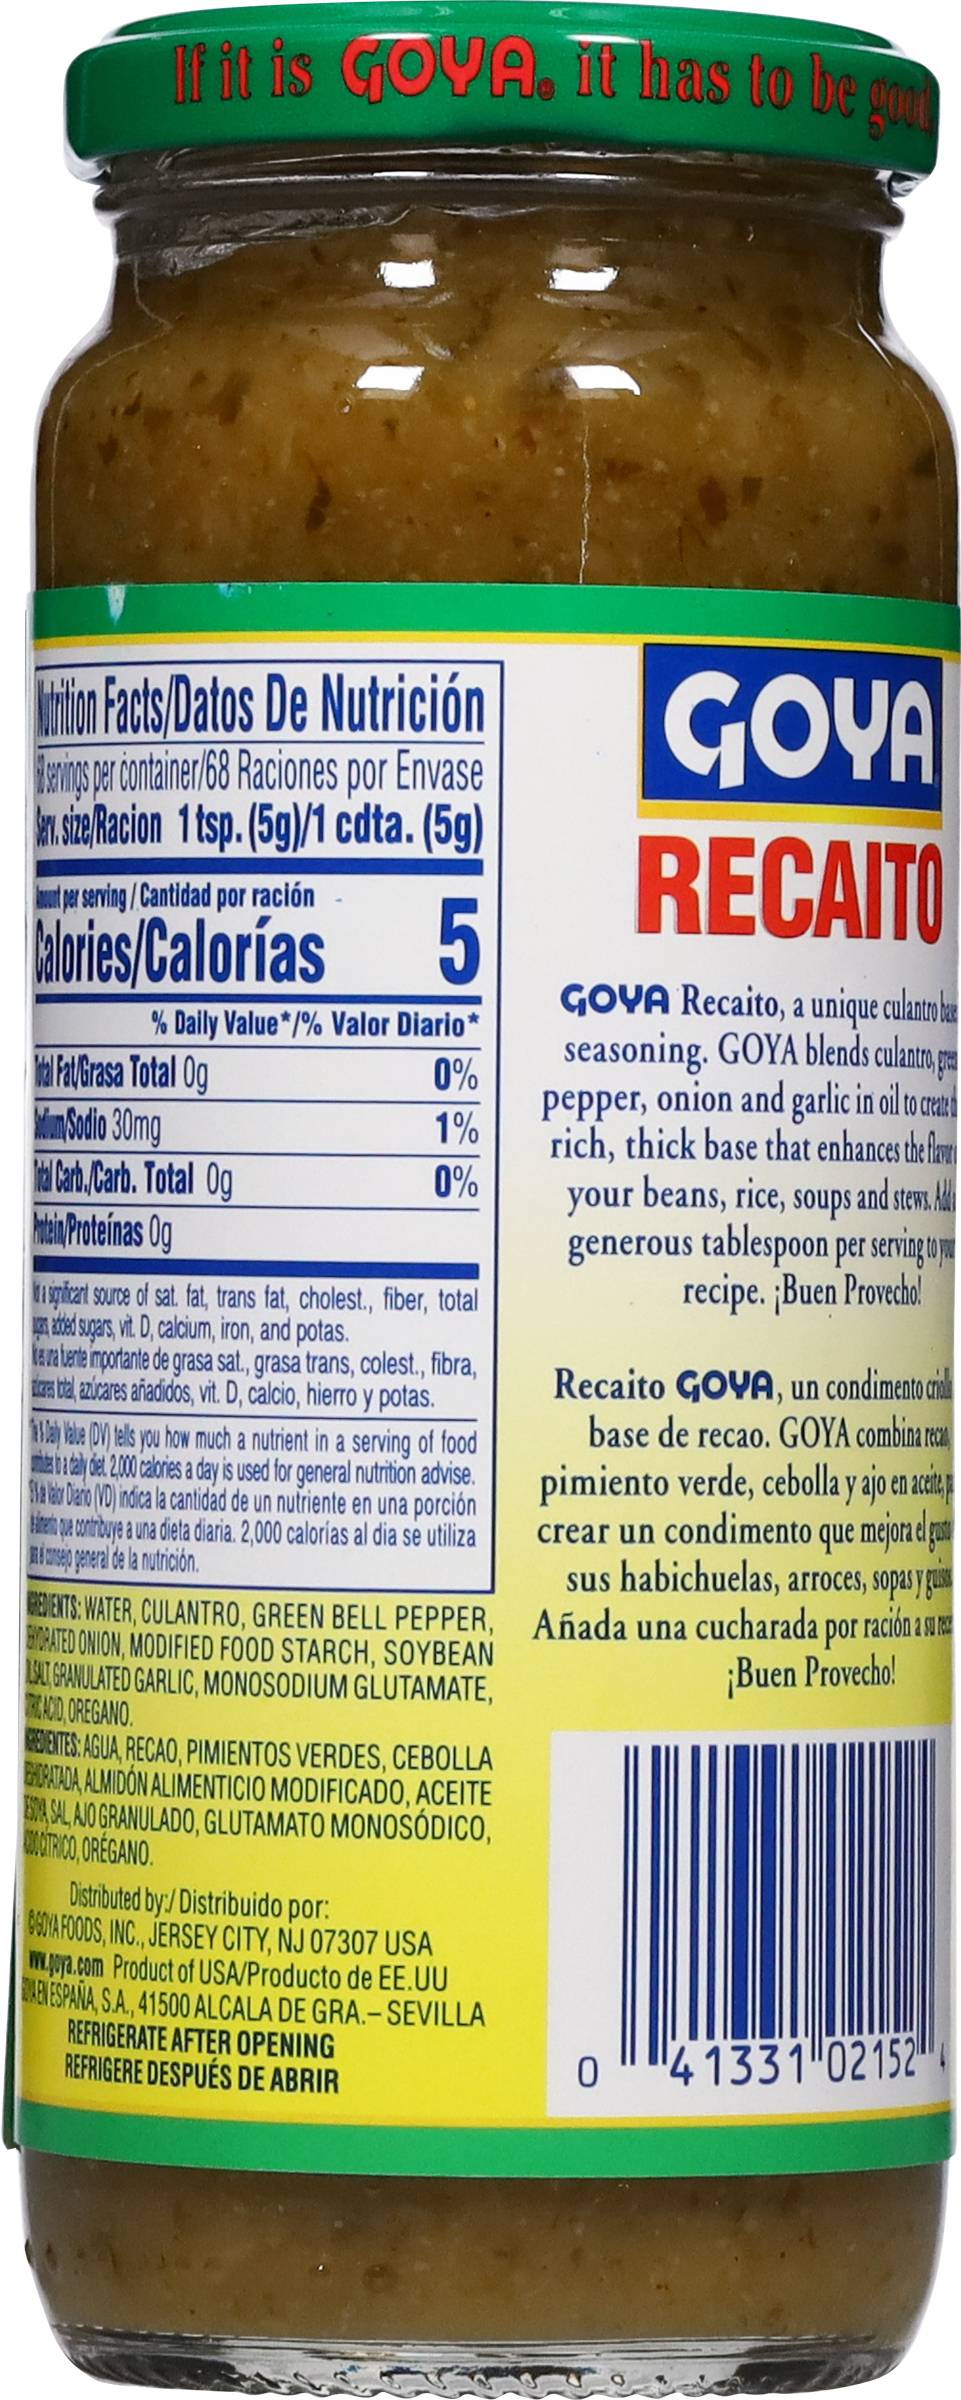 If it is GOYA. it has to be good
Nutrition Facts/Datos De Nutrición
68 servings per container/68 Raciones por Envase
Serv. size/Racion 1 tsp. (5g)/1 cdta. (5g)
Amount per serving / Cantidad por ración
Calories/Calorías 5
% Daily Value*/% Valor Diario*
Total Fat/Grasa Total 0g 0%
Sodium/Sodio 30mg 1%
Total Carb./Carb. Total 0g 0%
Protein/Proteínas 0g
Not a significant source of sat. fat, trans fat, cholest., fiber, total
sugars, added sugars, vit. D, calcium, iron, and potas.
No es una fuente importante de grasa sat., grasa trans, colest., fibra,
azúcares total, azúcares añadidos, vit. D, calcio, hierro y potas.
*The % Daily Value (DV) tells you how much a nutrient in a serving of food
contributes to a daily diet. 2,000 calories a day is used for general nutrition advise.
*El % de Valor Diario (VD) indica la cantidad de un nutriente en una porción
de alimento que contribuye a una dieta diaria. 2,000 calorías al dia se utiliza
para el consejo general de la nutrición.
INGREDIENTS: WATER, CULANTRO, GREEN BELL PEPPER,
DEHYDRATED ONION, MODIFIED FOOD STARCH, SOYBEAN
OIL, SALT, GRANULATED GARLIC, MONOSODIUM GLUTAMATE,
CITRIC ACID, OREGANO.
INGREDIENTES: AGUA, RECAO, PIMIENTOS VERDES, CEBOLLA
DESHIDRATADA, ALMIDÓN ALIMENTICIO MODIFICADO, ACEITE
DE SOYA, SAL, AJO GRANULADO, GLUTAMATO MONOSÓDICO,
ÁCIDO CÍTRICO, ORÉGANO.
Distributed by:/ Distribuido por:
©GOYA FOODS, INC., JERSEY CITY, NJ 07307 USA
www.goya.com Product of USA/Producto de EE.UU
GOYA EN ESPAÑA, S.A., 41500 ALCALA DE GRA.– SEVILLA
REFRIGERATE AFTER OPENING
REFRIGERE DESPUÉS DE ABRIR
GOYA
RECAITO
GOYA Recaito, a unique culantro base
seasoning. GOYA blends culantro, green
pepper, onion and garlic in oil to create
rich, thick base that enhances the flavor
your beans, rice, soups and stews. Add
generous tablespoon per serving to your
recipe. ¡Buen Provecho!
Recaito GOYA, un condimento criollo
base de recao. GOYA combina recao,
pimiento verde, cebolla y ajo en aceite,
crear un condimento que mejora el gusto
sus habichuelas, arroces, sopas y guisos.
Añada una cucharada por ración a su
¡Buen Provecho!
0 41331 02152 4